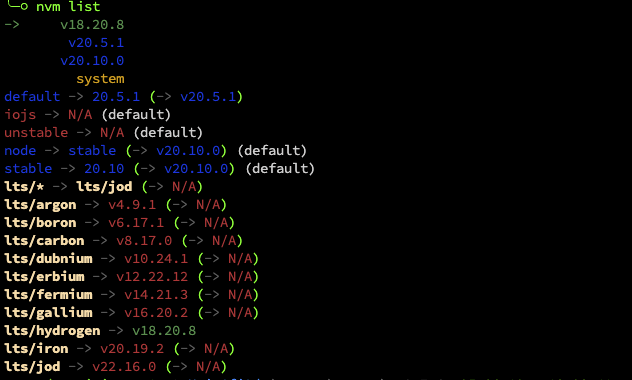 nvm list
-> v18.20.8
v20.5.1
v20.10.0
system
default -> 20.5.1 (-> v20.5.1)
iojs -> N/A (default)
unstable -> N/A (default)
node -> stable (-> v20.10.0) (default)
stable -> 20.10 (-> v20.10.0) (default)
lts/* -> lts/jod (-> N/A)
lts/argon -> v4.9.1 (-> N/A)
lts/boron -> v6.17.1 (-> N/A)
lts/carbon -> v8.17.0 (-> N/A)
lts/dubnium -> v10.24.1 (-> N/A)
lts/erbium -> v12.22.12 (-> N/A)
lts/fermium -> v14.21.3 (-> N/A)
lts/gallium -> v16.20.2 (-> N/A)
lts/hydrogen -> v18.20.8
lts/iron -> v20.19.2 (-> N/A)
lts/jod -> v22.16.0 (-> N/A)